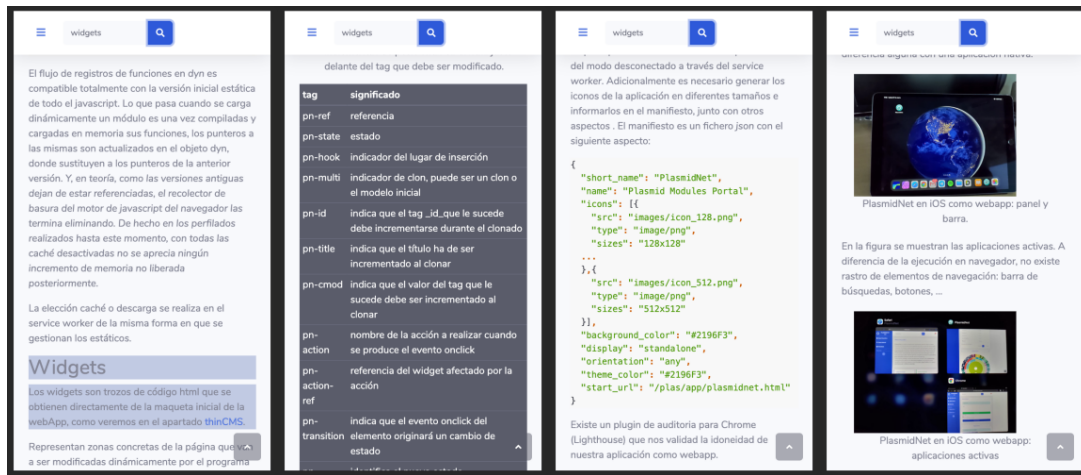 widgets
El flujo de registros de funciones en dyn es
compatible totalmente con la versión inicial estática
de todo el javascript. Lo que pasa cuando se carga
dinámicamente un módulo es una vez compiladas y
cargadas en memoria sus funciones, los punteros a
las mismas son actualizados en el objeto dyn,
donde sustituyen a los punteros de la anterior
versión. Y, en teoría, como las versiones antiguas
dejan de estar referenciadas, el recolector de
basura del motor de javascript del navegador las
termina eliminando. De hecho en los perfilados
realizados hasta este momento, con todas las
caché desactivadas no se aprecia ningún
incremento de memoria no liberada
posteriormente.
La elección caché o descarga se realiza en el
service worker de la misma forma en que se
gestionan los estáticos.
Widgets
Los widgets son trozos de código html que se
obtienen directamente de la maqueta inicial de la
webApp, como veremos en el apartado thinCMS.
Representan zonas concretas de la página que van
a ser modificadas dinámicamente por el programa
widgets
delante del tag que debe ser modificado.
tag significado
pn-ref referencia
pn-state estado
pn-hook indicador del lugar de inserción
pn-multi indicador de clon, puede ser un clon o
el modelo inicial
pn-id indica que el tag _id_que le sucede
debe incrementarse durante el clonado
pn-title indica que el título ha de ser
incrementado al clonar
pn-cmod indica que el valor del tag que le
sucede debe ser incrementado al
clonar
pn- nombre de la acción a realizar cuando
action se produce el evento onclick
pn- referencia del widget afectado por la
action- acción
ref
pn- indica que el evento onclick del
transition elemento originará un cambio de
estado
widgets
del modo desconectado a través del service
worker. Adicionalmente es necesario generar los
iconos de la aplicación en diferentes tamaños e
informarlos en el manifiesto, junto con otros
aspectos . El manifiesto es un fichero json con el
siguiente aspecto:
{
"short_name": "PlasmidNet",
"name": "Plasmid Modules Portal",
"icons": [{
"src": "images/icon_128.png",
"type": "image/png",
"sizes": "128x128"
...
},{
"src": "images/icon_512.png",
"type": "image/png",
"sizes": "512x512"
}],
"background_color": "#2196F3",
"display": "standalone",
"orientation": "any",
"theme_color": "#2196F3",
"start_url": "/plas/app/plasmidnet.html"
}
Existe un plugin de auditoria para Chrome
(Lighthouse) que nos validad la idoneidad de
nuestra aplicación como webapp.
widgets
diferencia alguna con una aplicación nativa.
PlasmidNet en iOS como webapp: panel y
barra.
En la figura se muestran las aplicaciones activas. A
diferencia de la ejecución en navegador, no existe
rastro de elementos de navegación: barra de
búsquedas, botones, ...
PlasmidNet en iOS como webapp:
aplicaciones activas